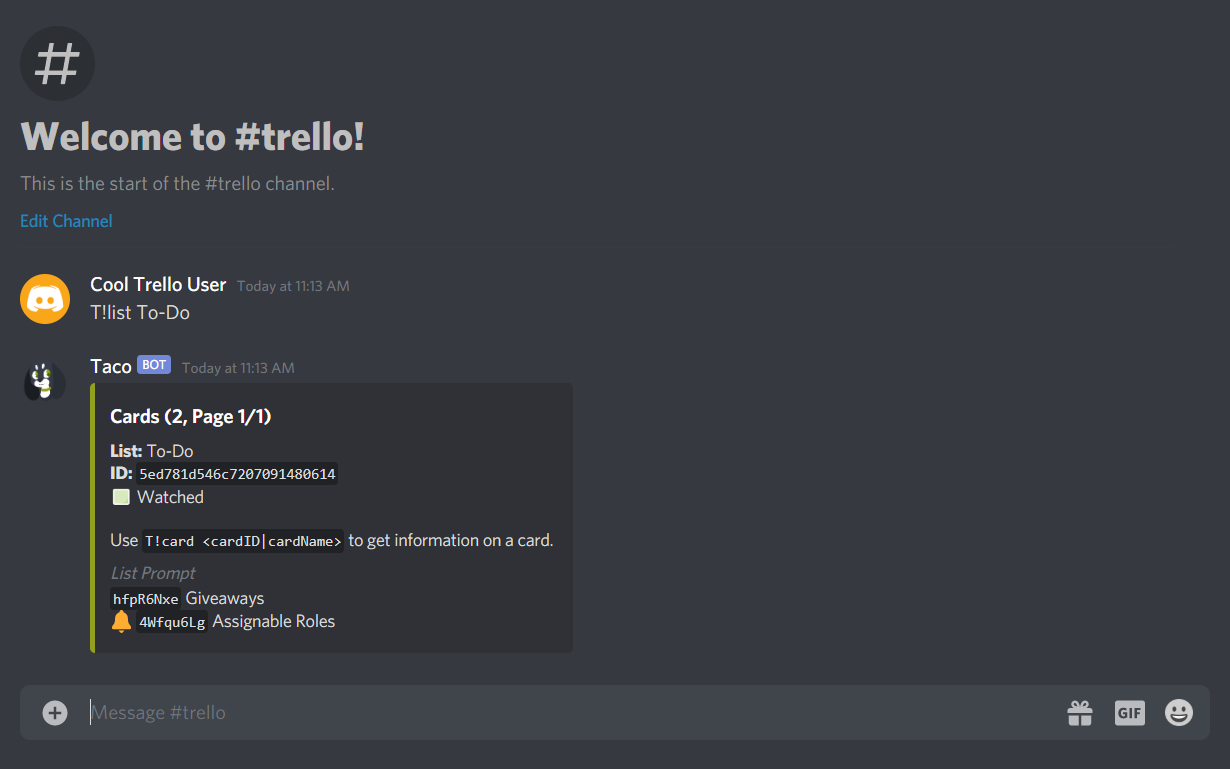 #
Welcome to #trello!
This is the start of the #trello channel.
Edit Channel
Cool Trello User Today at 11:13 AM
T!list To-Do
Taco BOT Today at 11:13 AM
Cards (2, Page 1/1)
List: To-Do
ID: 5ed781d546c7207091480614
Watched
Use T!card <cardID|cardName> to get information on a card.
List Prompt
hfpR6Nxe Giveaways
4Wfqu6Lg Assignable Roles
Message #trello GIF